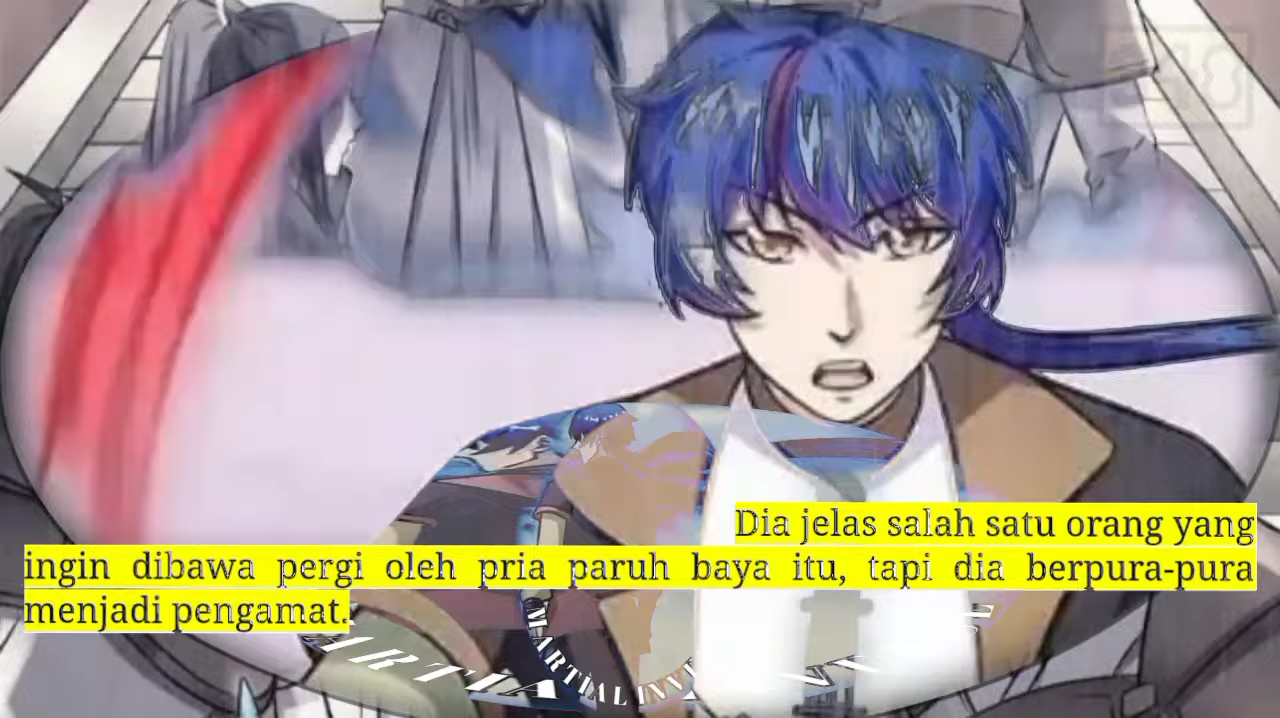 Dia jelas salah satu orang yang
ingin dibawa pergi oleh pria paruh baya itu, tapi dia berpura-pura
menjadi pengamat.
MARTIAL